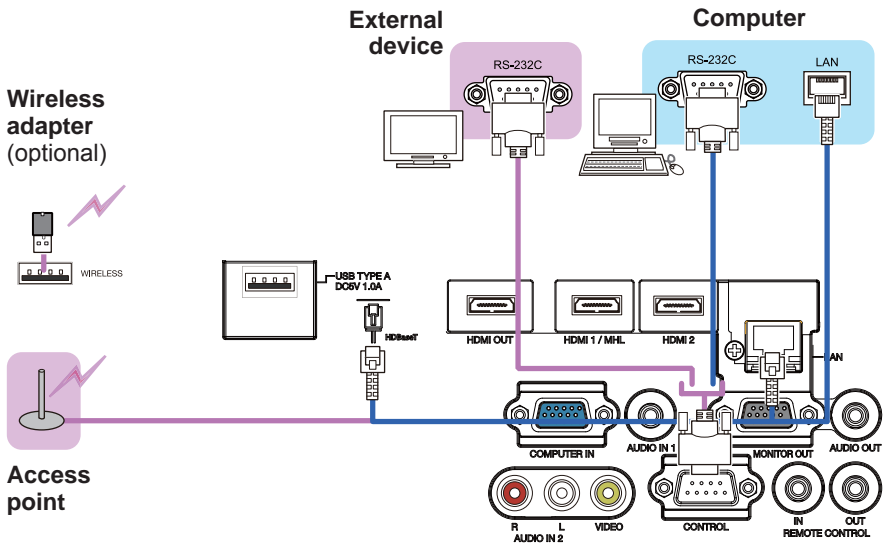 External
device
Computer
RS-232C
RS-232C
LAN
Wireless
adapter
(optional)
WIRELESS
USB TYPE A
DC5V 1.0A
HDBaseT
HDMI OUT
HDMI 1 / MHL
HDMI 2
LAN
COMPUTER IN
AUDIO IN 1
MONITOR OUT
AUDIO OUT
Access
point
R
L
VIDEO
AUDIO IN 2
CONTROL
IN
OUT
REMOTE CONTROL